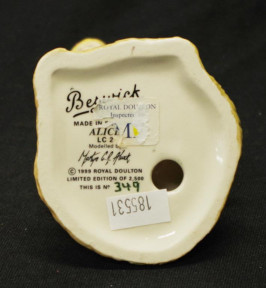 Beswick
ROYAL DOULTON
MADE IN
ALICE
LC 2
Modelled
© 1999 ROYAL DOULTON
LIMITED EDITION OF 2,500
THIS IS Nº 349
185531